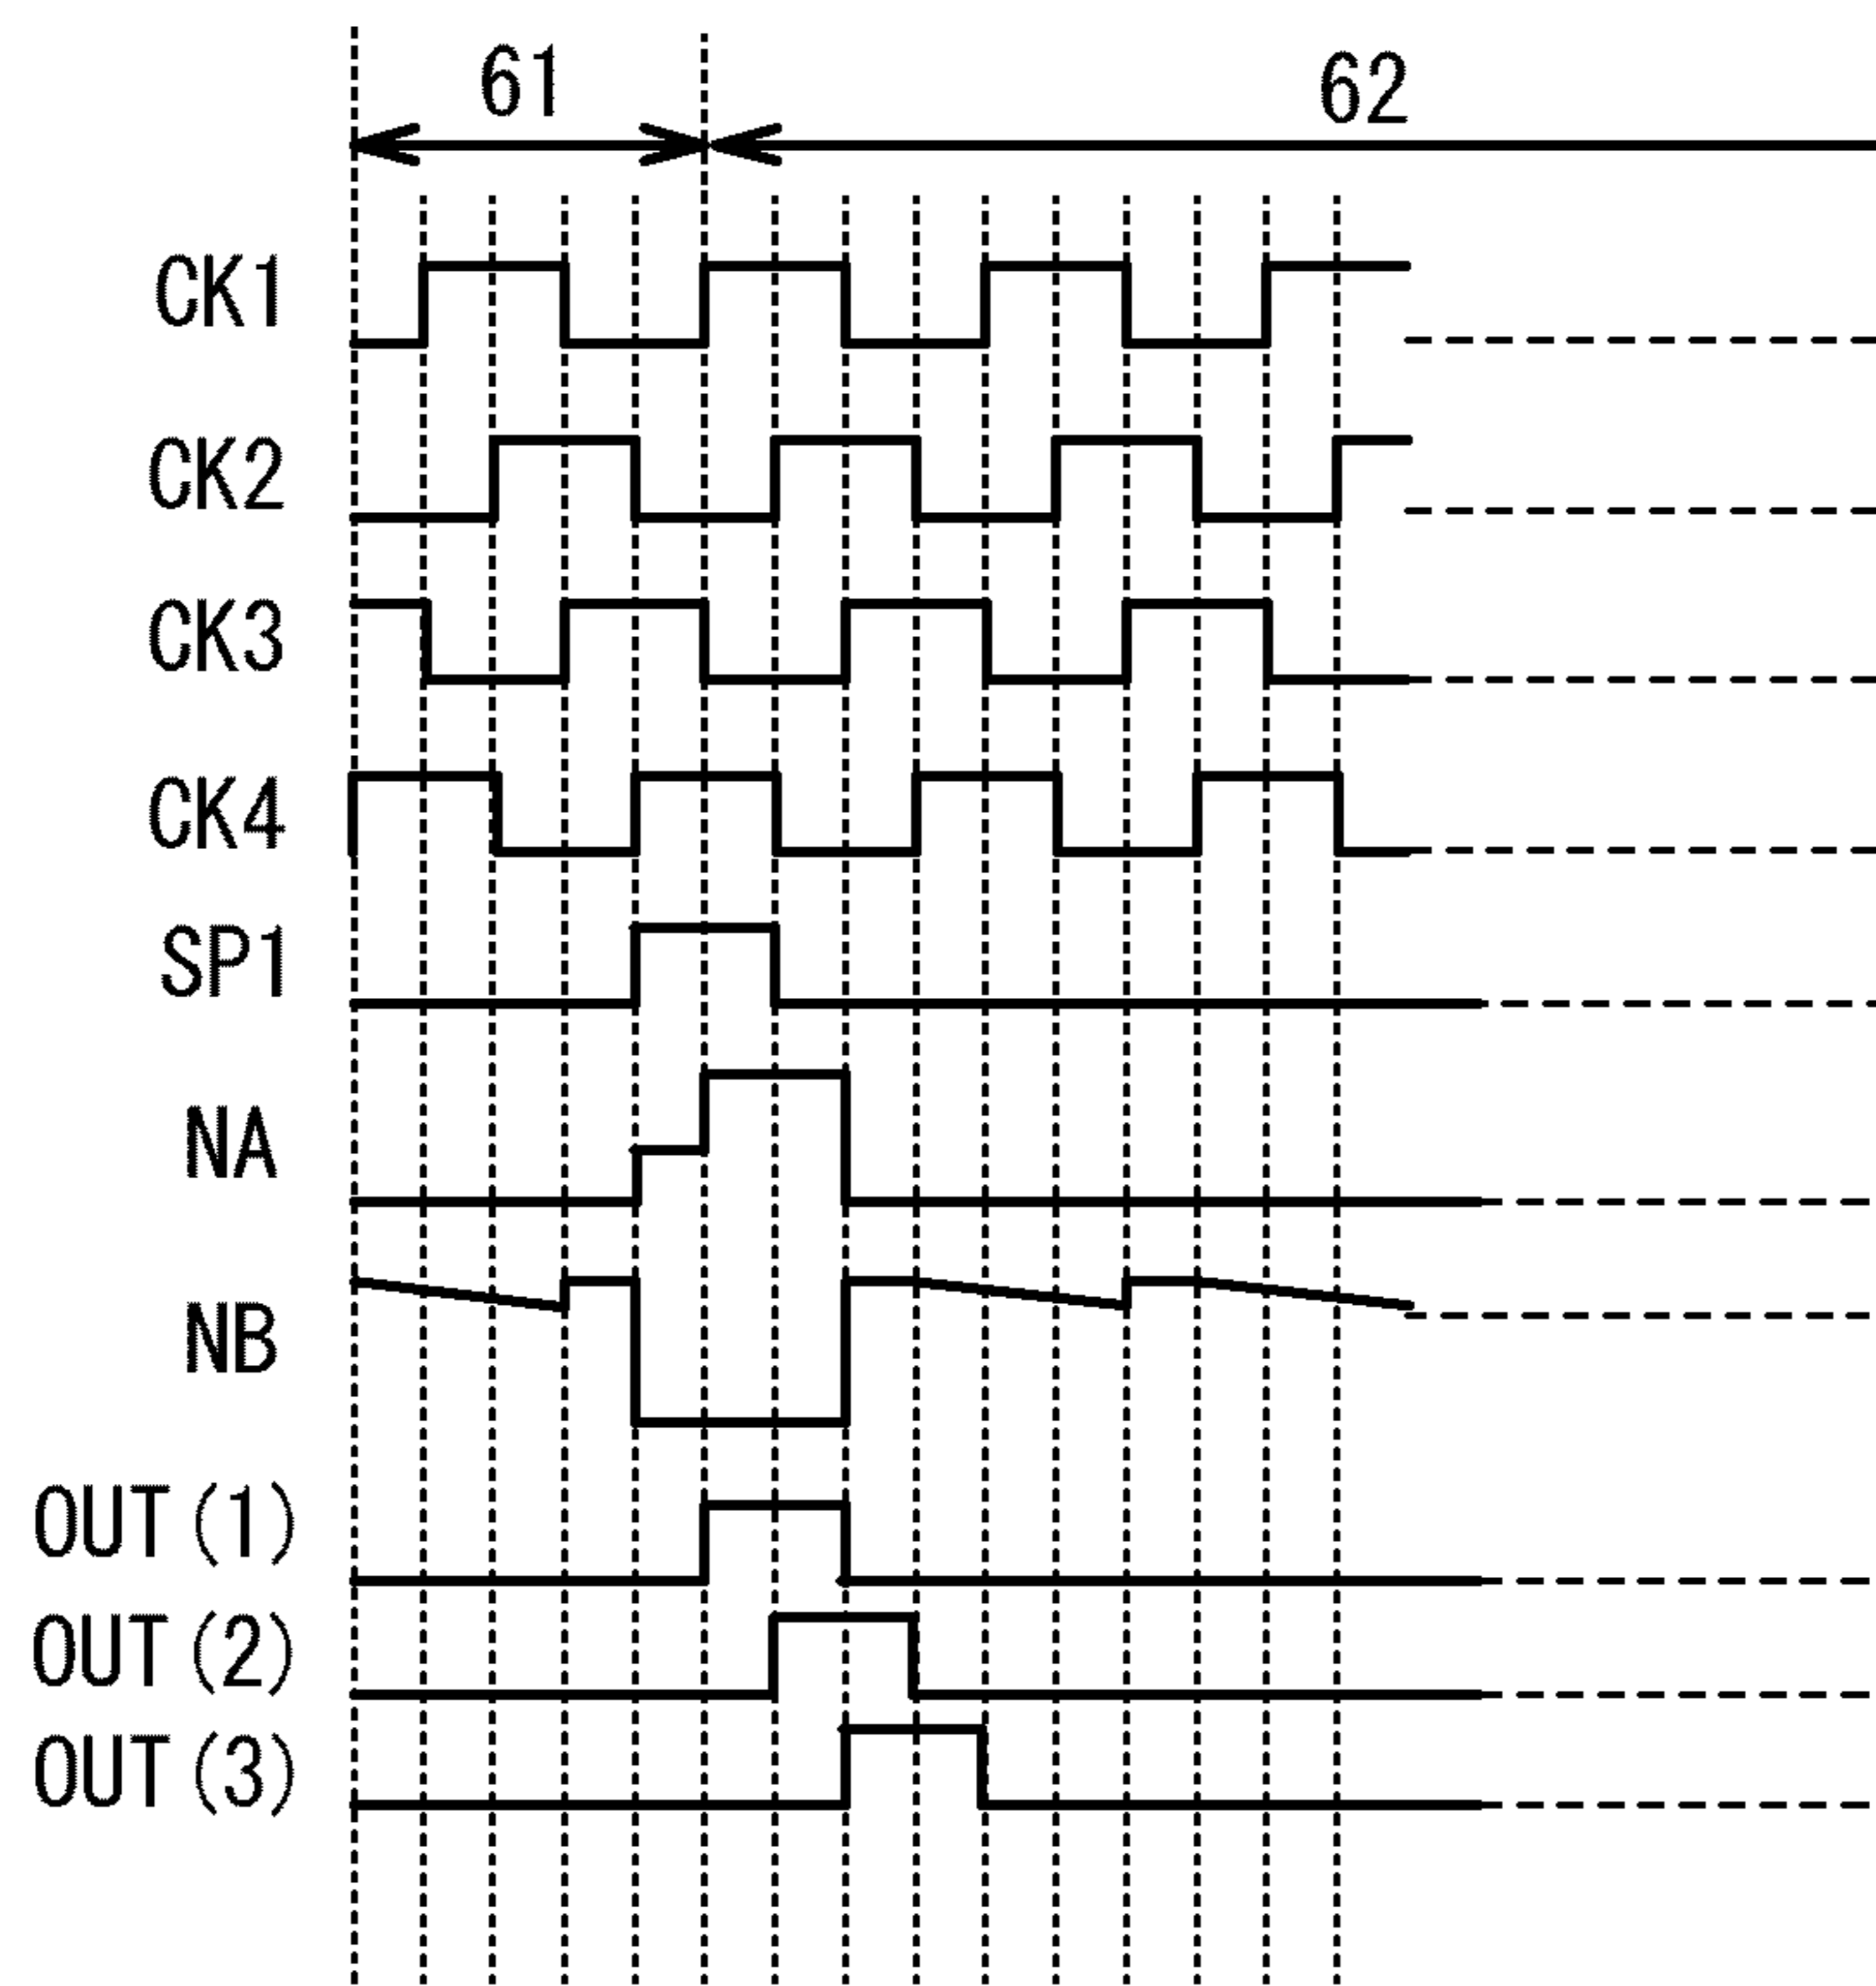 61 62
CK1
CK2
CK3
CK4
SP1
NA
NB
OUT (1)
OUT (2)
OUT (3)